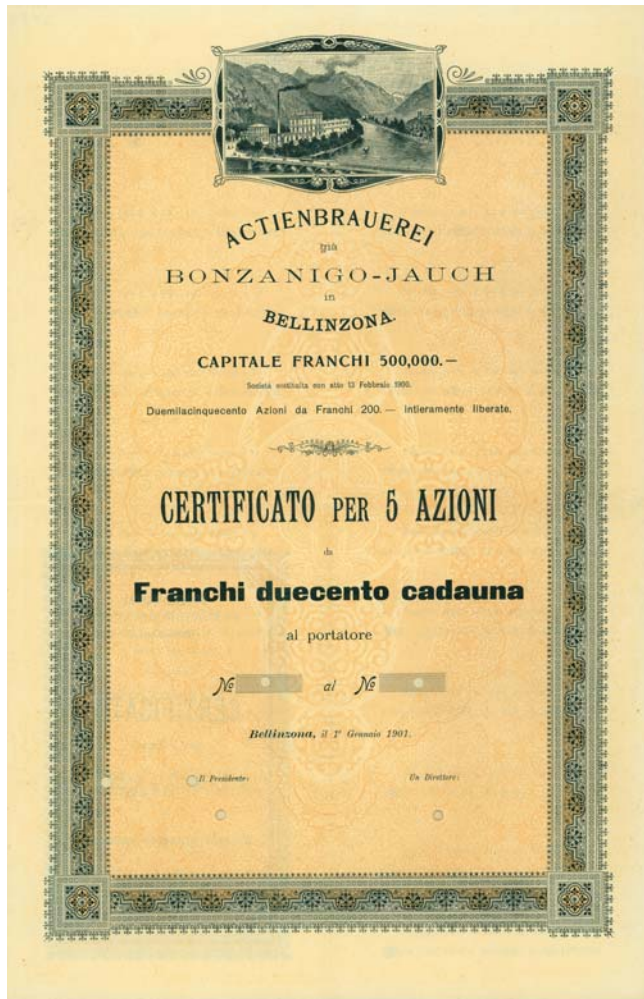 ACTIENBRAUEREI
già
BONZANIGO-JAUCH
in
BELLINZONA.
CAPITALE FRANCHI 500,000.—
Società costituita con atto 13 Febbraio 1900.
Duemilacinquecento Azioni da Franchi 200.— intieramente liberate.
CERTIFICATO PER 5 AZIONI
da
Franchi duecento cadauna
al portatore
No al No
Bellinzona, il 1º Gennaio 1901.
Il Presidente: Un Direttore: